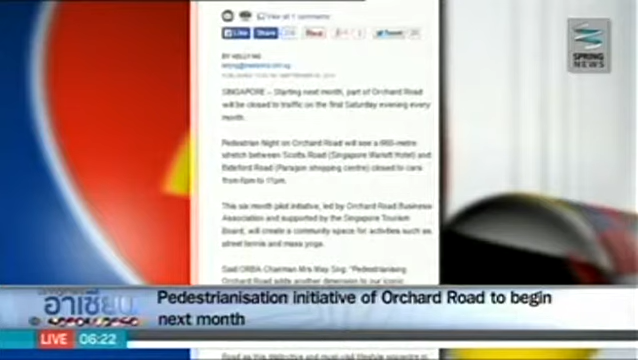 View all 1 comments
Like Share Pin it Tweet
SPRING
NEWS
SINGAPORE – Starting next month, part of Orchard Road
will be closed to traffic on the first Saturday evening every
month.
Pedestrian Night on Orchard Road will see a 660-metre
stretch between Scotts Road (Singapore Marriott Hotel) and
Bideford Road (Paragon shopping centre) closed to cars
from 6pm to 11pm.
This six month pilot initiative, led by Orchard Road Business
Association and supported by the Singapore Tourism
Board, will create a community space for activities such as
street tennis and mass yoga.
Said ORBA Chairman Mrs May Sng: "Pedestrianising
Orchard Road adds another dimension to our iconic
อาเซียน
Pedestrianisation initiative of Orchard Road to begin
next month
LIVE 06:22